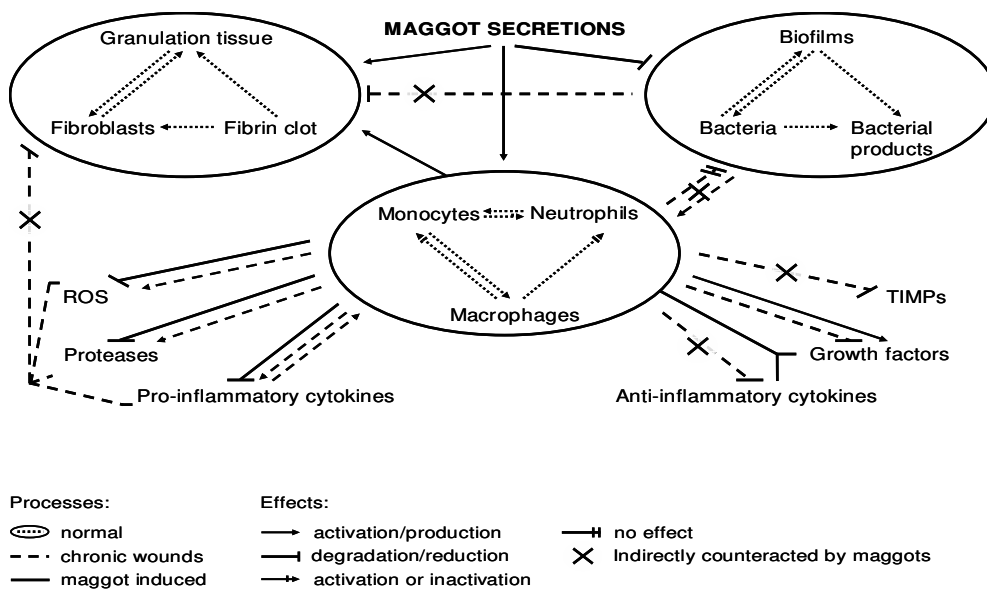 MAGGOT SECRETIONS
Granulation tissue
Fibroblasts
Fibrin clot
Biofilms
Bacteria
Bacterial
products
Monocytes
Neutrophils
Macrophages
ROS
Proteases
Pro-inflammatory cytokines
TIMPs
Growth factors
Anti-inflammatory cytokines
Processes:
normal
chronic wounds
maggot induced
Effects:
activation/production
degradation/reduction
activation or inactivation
no effect
Indirectly counteracted by maggots